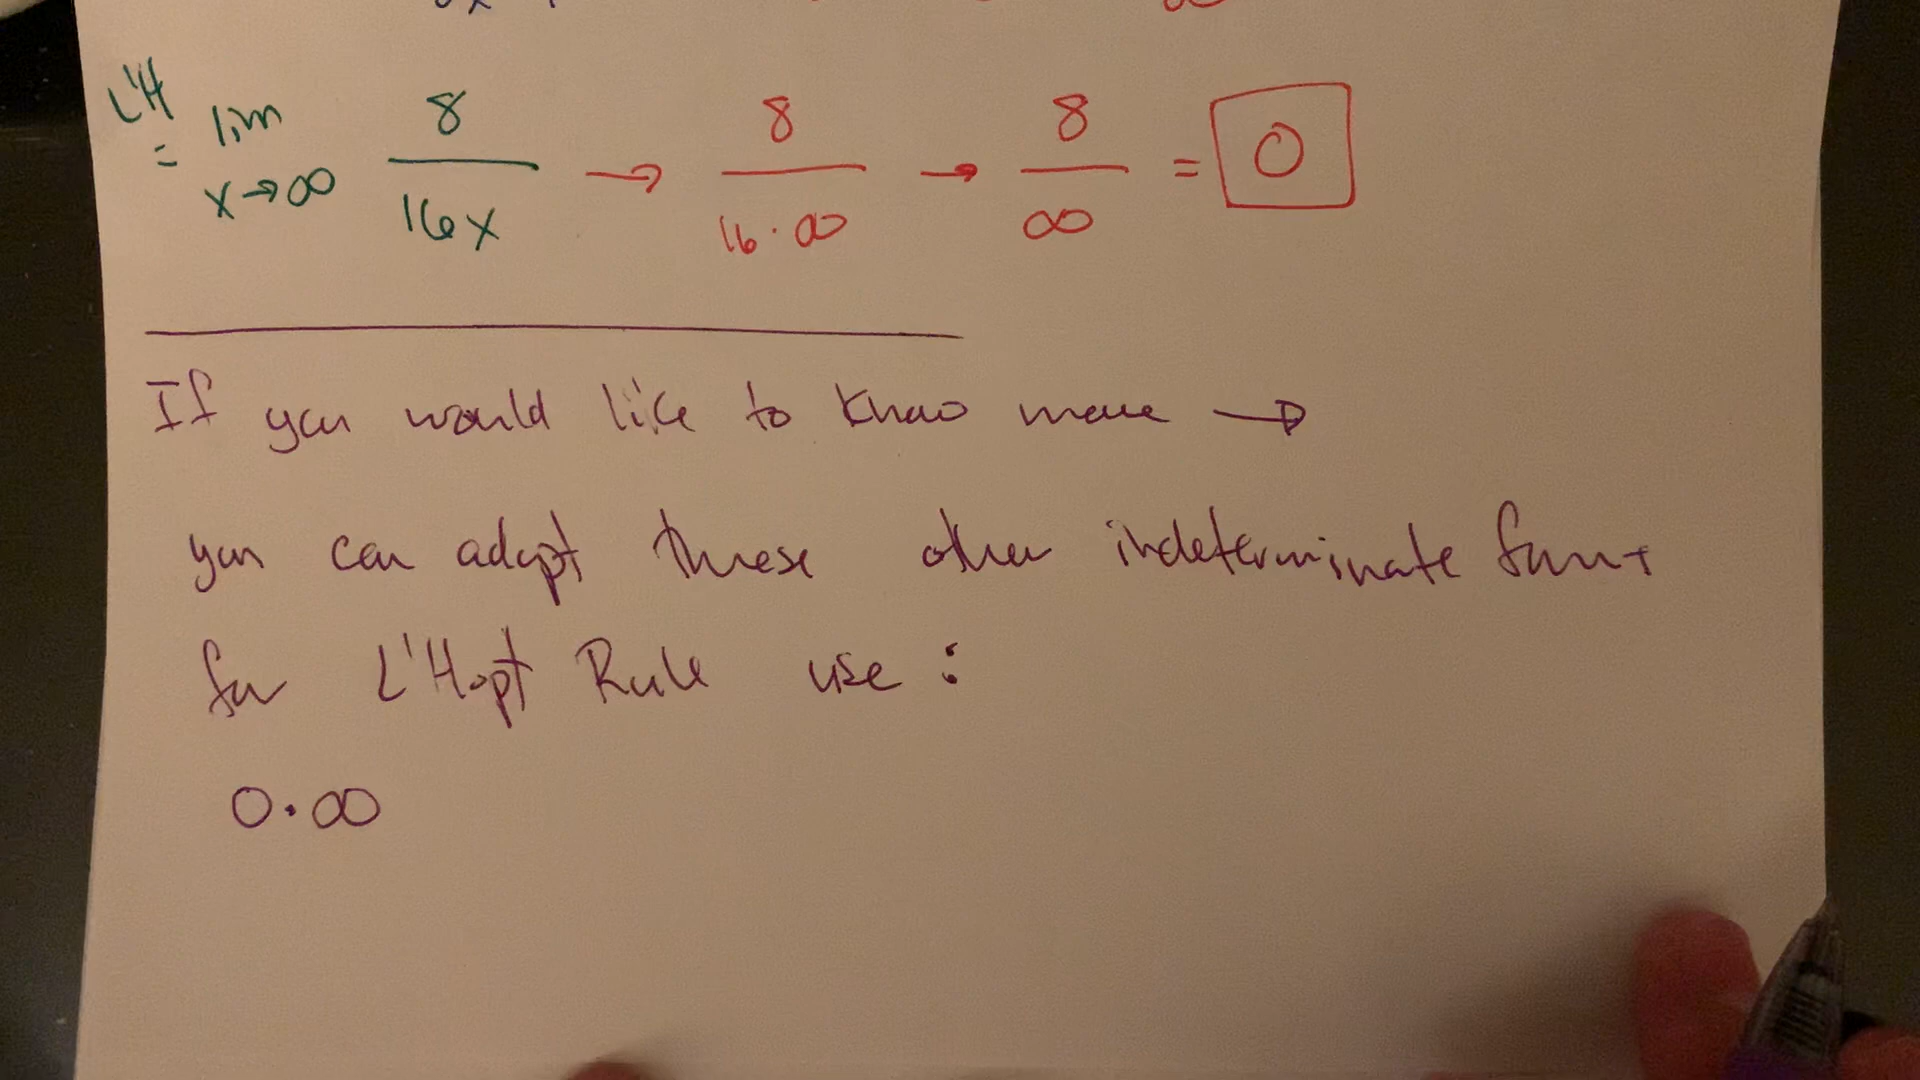 L'H = lim x→∞ 8/16x → 8/16·∞ → 8/∞ = 0
If you would like to know more →
you can adapt these other indeterminate forms
for L'Hopt Rule use:
0·∞